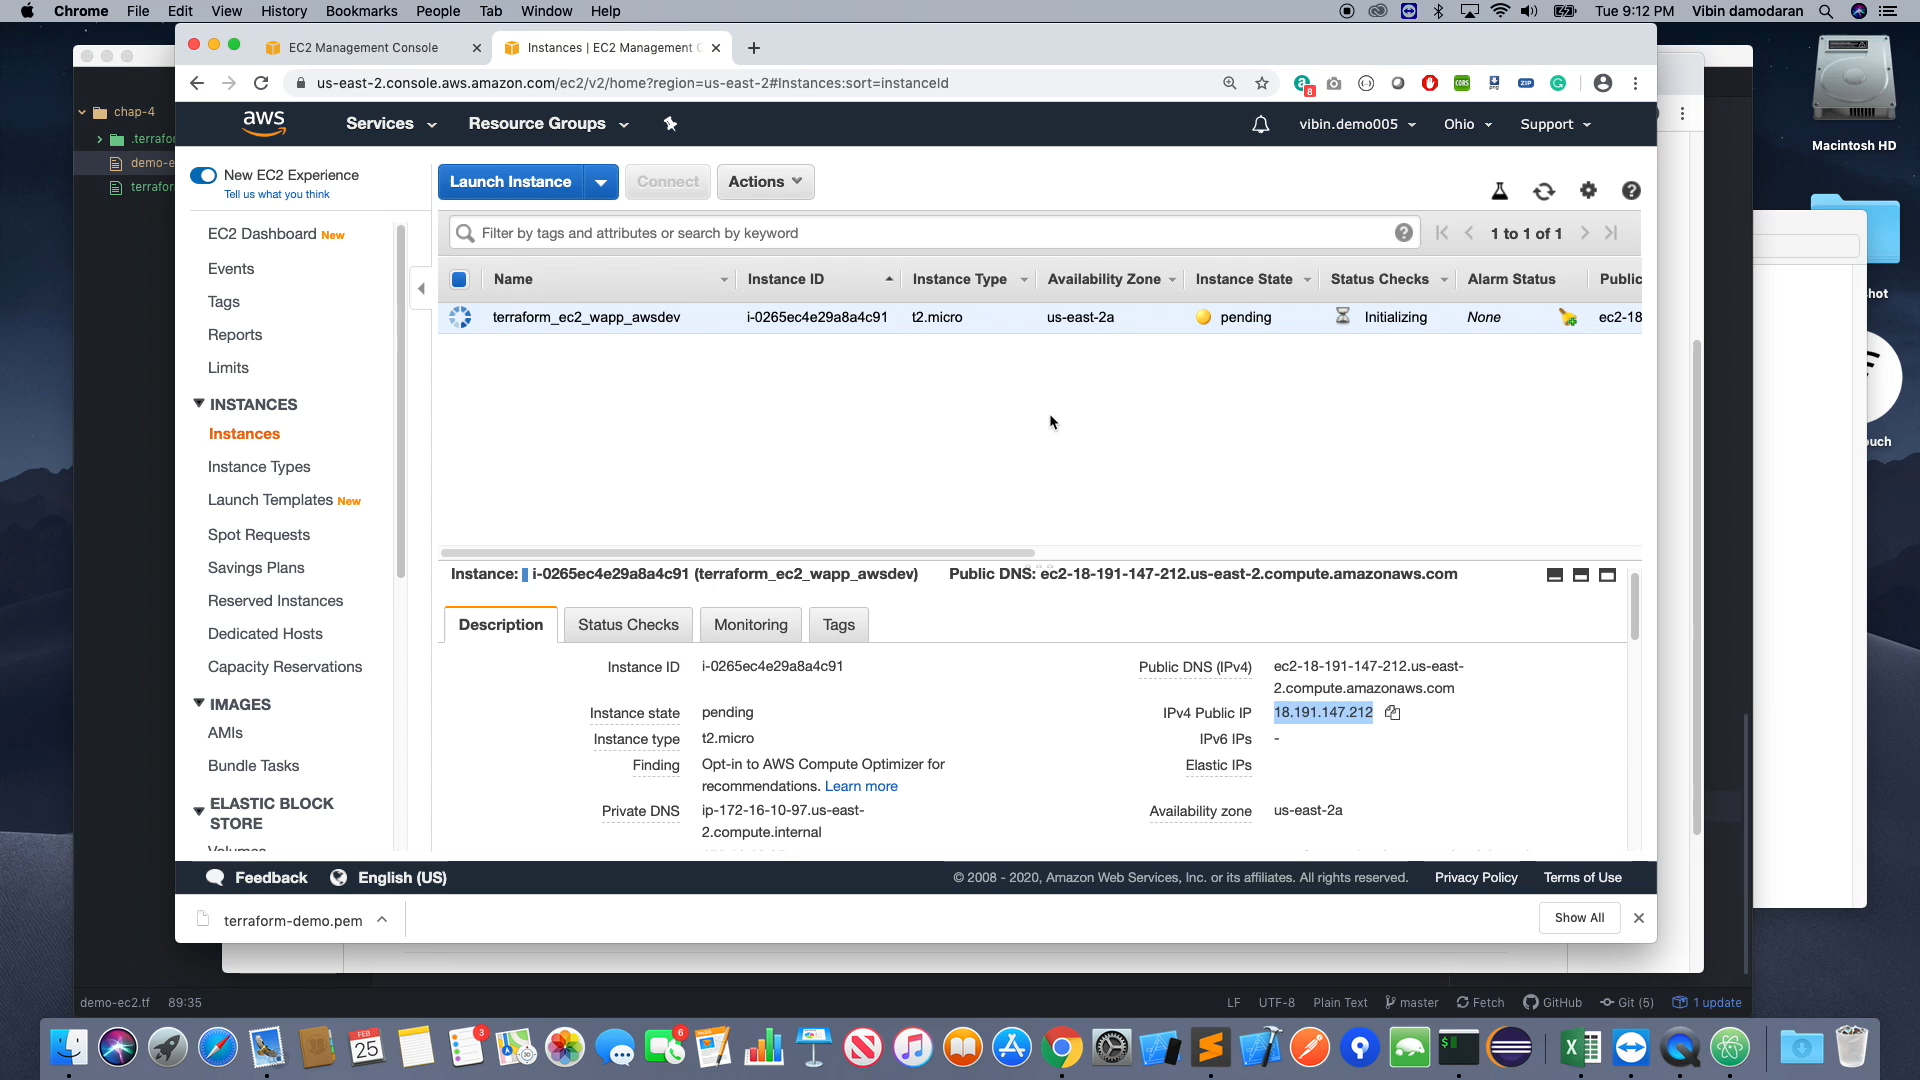 Chrome File Edit View History Bookmarks People Tab Window Help Tue 9:12 PM Vibin damodaran
EC2 Management Console
Instances | EC2 Management C
us-east-2.console.aws.amazon.com/ec2/v2/home?region=us-east-2#Instances:sort=instanceId
8
CORS
ZIP
Macintosh HD
chap-4
.terrafor
demo-e
terrafor
aws Services Resource Groups vibin.demo005 Ohio Support
New EC2 Experience
Tell us what you think
EC2 Dashboard New
Events
Tags
Reports
Limits
INSTANCES
Instances
Instance Types
Launch Templates New
Spot Requests
Savings Plans
Reserved Instances
Dedicated Hosts
Capacity Reservations
IMAGES
AMIs
Bundle Tasks
ELASTIC BLOCK
STORE
Volumes
Launch Instance Connect Actions
Filter by tags and attributes or search by keyword 1 to 1 of 1
Name Instance ID Instance Type Availability Zone Instance State Status Checks Alarm Status Public
terraform_ec2_wapp_awsdev i-0265ec4e29a8a4c91 t2.micro us-east-2a pending Initializing None ec2-18
hot
ouch
Instance: i-0265ec4e29a8a4c91 (terraform_ec2_wapp_awsdev) Public DNS: ec2-18-191-147-212.us-east-2.compute.amazonaws.com
Description Status Checks Monitoring Tags
Instance ID i-0265ec4e29a8a4c91 Public DNS (IPv4) ec2-18-191-147-212.us-east-
2.compute.amazonaws.com
Instance state pending IPv4 Public IP 18.191.147.212
Instance type t2.micro IPv6 IPs -
Finding Opt-in to AWS Compute Optimizer for Elastic IPs
recommendations. Learn more
Private DNS ip-172-16-10-97.us-east- Availability zone us-east-2a
2.compute.internal
Feedback English (US) © 2008 - 2020, Amazon Web Services, Inc. or its affiliates. All rights reserved. Privacy Policy Terms of Use
terraform-demo.pem Show All
demo-ec2.tf 89:35 LF UTF-8 Plain Text master Fetch GitHub Git (5) 1 update
FEB
25
3
6